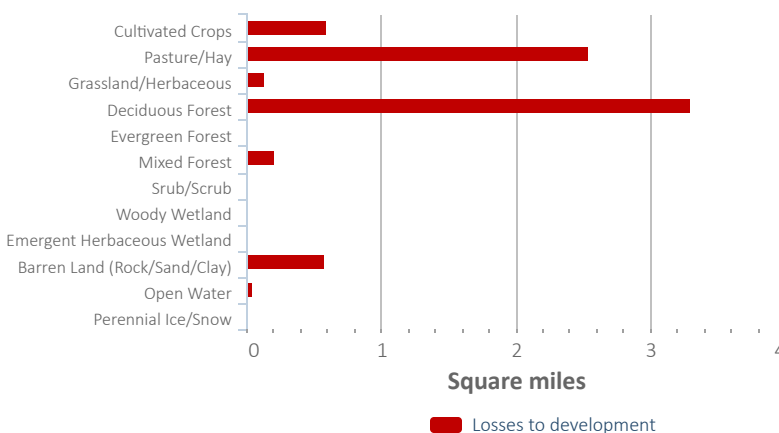 Cultivated Crops
Pasture/Hay
Grassland/Herbaceous
Deciduous Forest
Evergreen Forest
Mixed Forest
Srub/Scrub
Woody Wetland
Emergent Herbaceous Wetland
Barren Land (Rock/Sand/Clay)
Open Water
Perennial Ice/Snow
0 1 2 3 4
Square miles
Losses to development